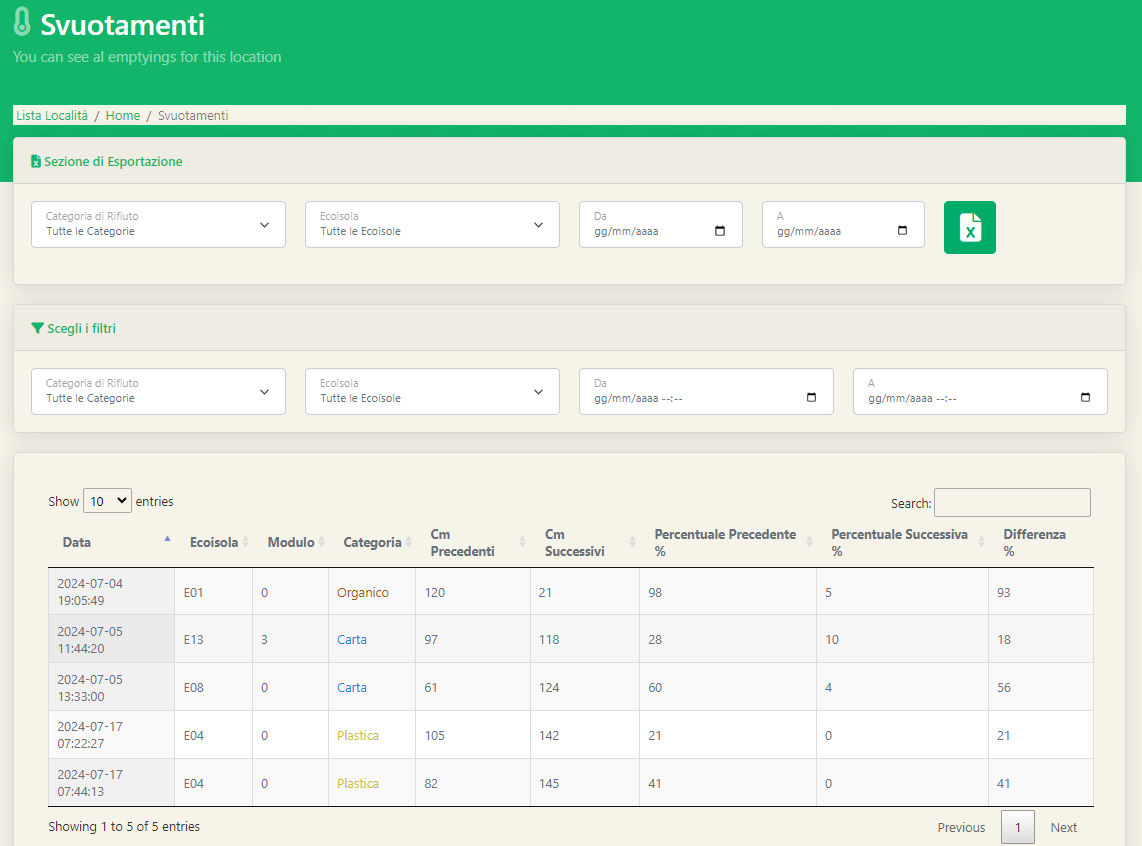 Svuotamenti
You can see al emptyings for this location
Lista Località / Home / Svuotamenti
Sezione di Esportazione
Categoria di Rifiuto
Tutte le Categorie
Ecoisola
Tutte le Ecoisole
Da
gg/mm/aaaa
A
gg/mm/aaaa
Scegli i filtri
Categoria di Rifiuto
Tutte le Categorie
Ecoisola
Tutte le Ecoisole
Da
gg/mm/aaaa --:--
A
gg/mm/aaaa --:--
Show 10 entries
Search:
Data Ecoisola Modulo Categoria Cm Precedenti Cm Successivi Percentuale Precedente % Percentuale Successiva % Differenza %
2024-07-04 19:05:49 E01 0 Organico 120 21 98 5 93
2024-07-05 11:44:20 E13 3 Carta 97 118 28 10 18
2024-07-05 13:33:00 E08 0 Carta 61 124 60 4 56
2024-07-17 07:22:27 E04 0 Plastica 105 142 21 0 21
2024-07-17 07:44:13 E04 0 Plastica 82 145 41 0 41
Showing 1 to 5 of 5 entries
Previous 1 Next